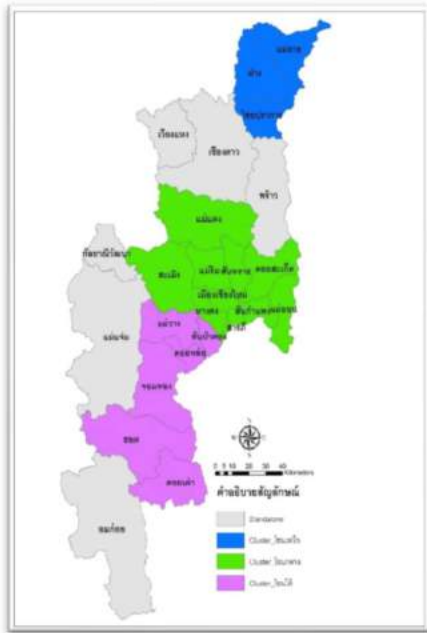 แม่อาย
ฝาง
ไชยปราการ
เวียงแหง
เชียงดาว
พร้าว
แม่แตง
กัลยาณิวัฒนา
สะเมิง
แม่ริม
สันทราย
ดอยสะเก็ด
เมืองเชียงใหม่
หางดง
สันกำแพง
แม่ออน
สารภี
แม่แจ่ม
แม่วาง
สันป่าตอง
ดอยหล่อ
จอมทอง
ฮอด
ดอยเต่า
อมก๋อย
0 5 10 20 30 40
Kilometers
คำอธิบายสัญลักษณ์
Standalone
Cluster_โซนเหนือ
Cluster_โซนกลาง
Cluster_โซนใต้